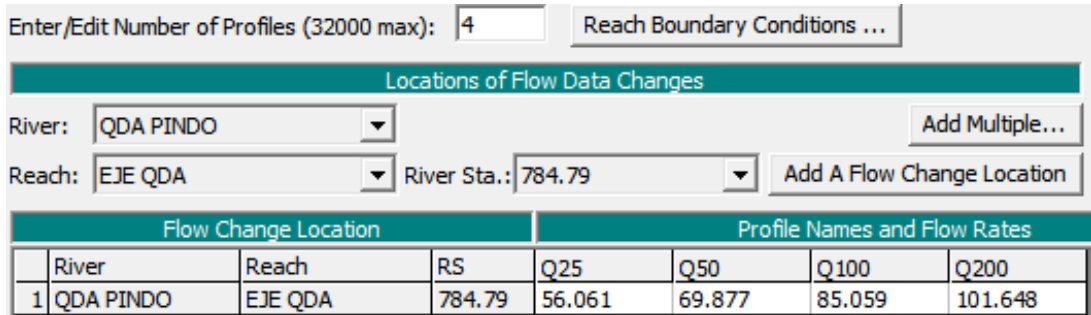 Enter/Edit Number of Profiles (32000 max): 4 Reach Boundary Conditions ...
Locations of Flow Data Changes
River: QDA PINDO Add Multiple...
Reach: EJE QDA River Sta.: 784.79 Add A Flow Change Location
Flow Change Location Profile Names and Flow Rates
River Reach RS Q25 Q50 Q100 Q200
1 QDA PINDO EJE QDA 784.79 56.061 69.877 85.059 101.648